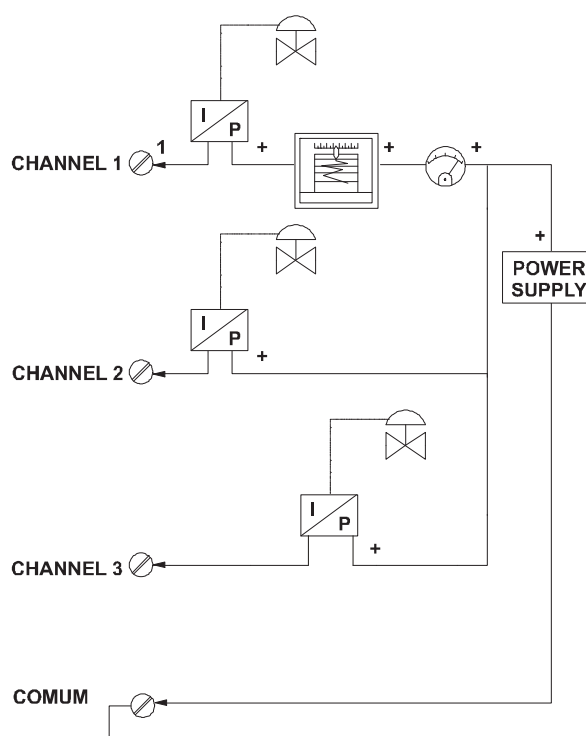 I
P
1
CHANNEL 1
+
+
+
+
POWER
SUPPLY
I
P
CHANNEL 2
+
I
P
CHANNEL 3
+
COMUM